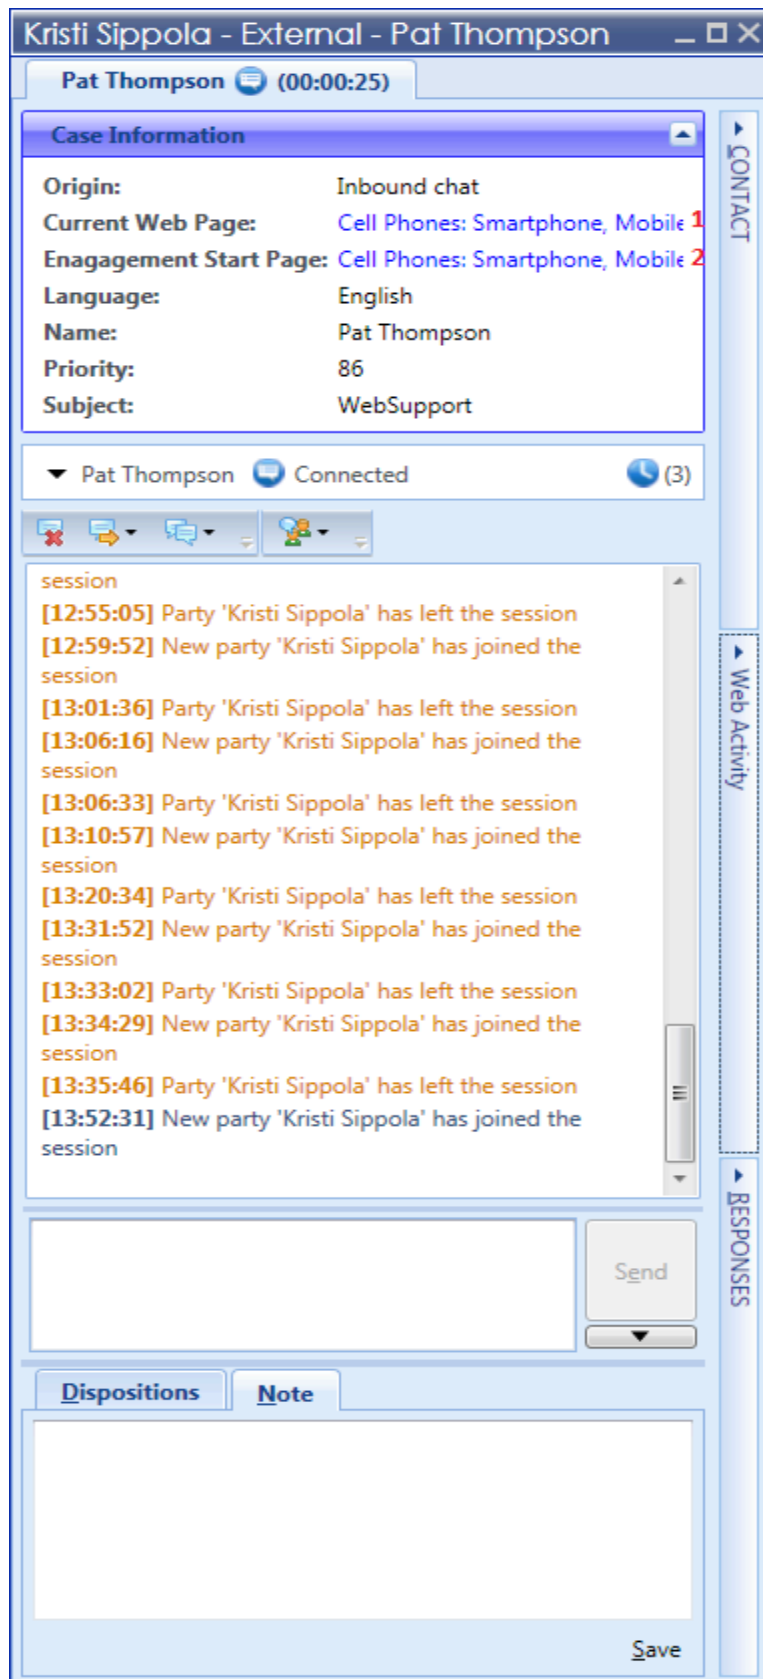 Kristi Sippola - External - Pat Thompson
Pat Thompson (00:00:25)
Case Information
Origin: Inbound chat
Current Web Page: Cell Phones: Smartphone, Mobile 1
Enagagement Start Page: Cell Phones: Smartphone, Mobile 2
Language: English
Name: Pat Thompson
Priority: 86
Subject: WebSupport
Pat Thompson Connected (3)
session
[12:55:05] Party 'Kristi Sippola' has left the session
[12:59:52] New party 'Kristi Sippola' has joined the
session
[13:01:36] Party 'Kristi Sippola' has left the session
[13:06:16] New party 'Kristi Sippola' has joined the
session
[13:06:33] Party 'Kristi Sippola' has left the session
[13:10:57] New party 'Kristi Sippola' has joined the
session
[13:20:34] Party 'Kristi Sippola' has left the session
[13:31:52] New party 'Kristi Sippola' has joined the
session
[13:33:02] Party 'Kristi Sippola' has left the session
[13:34:29] New party 'Kristi Sippola' has joined the
session
[13:35:46] Party 'Kristi Sippola' has left the session
[13:52:31] New party 'Kristi Sippola' has joined the
session
Send
Dispositions Note
Save
CONTACT
Web Activity
RESPONSES